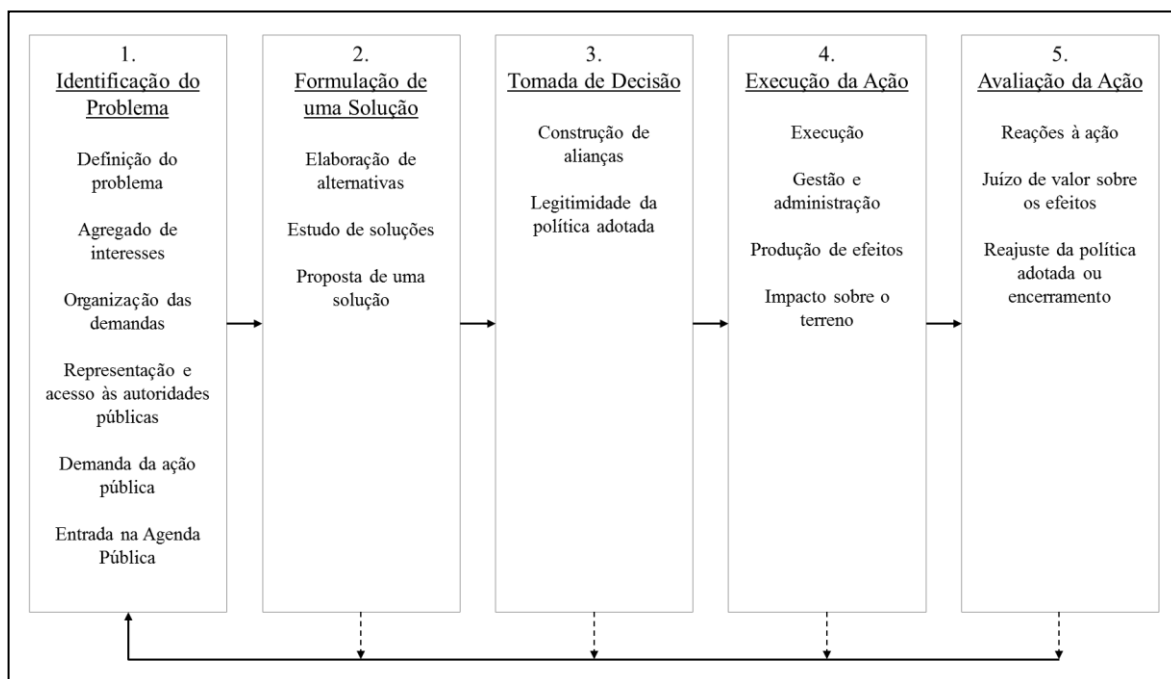 1.
Identificação do
Problema
Definição do
problema
Agregado de
interesses
Organização das
demandas
Representação e
acesso às autoridades
públicas
Demanda da ação
pública
Entrada na Agenda
Pública
2.
Formulação de
uma Solução
Elaboração de
alternativas
Estudo de soluções
Proposta de uma
solução
3.
Tomada de Decisão
Construção de
alianças
Legitimidade da
política adotada
4.
Execução da Ação
Execução
Gestão e
administração
Produção de efeitos
Impacto sobre o
terreno
5.
Avaliação da Ação
Reações à ação
Juízo de valor sobre
os efeitos
Reajuste da política
adotada ou
encerramento